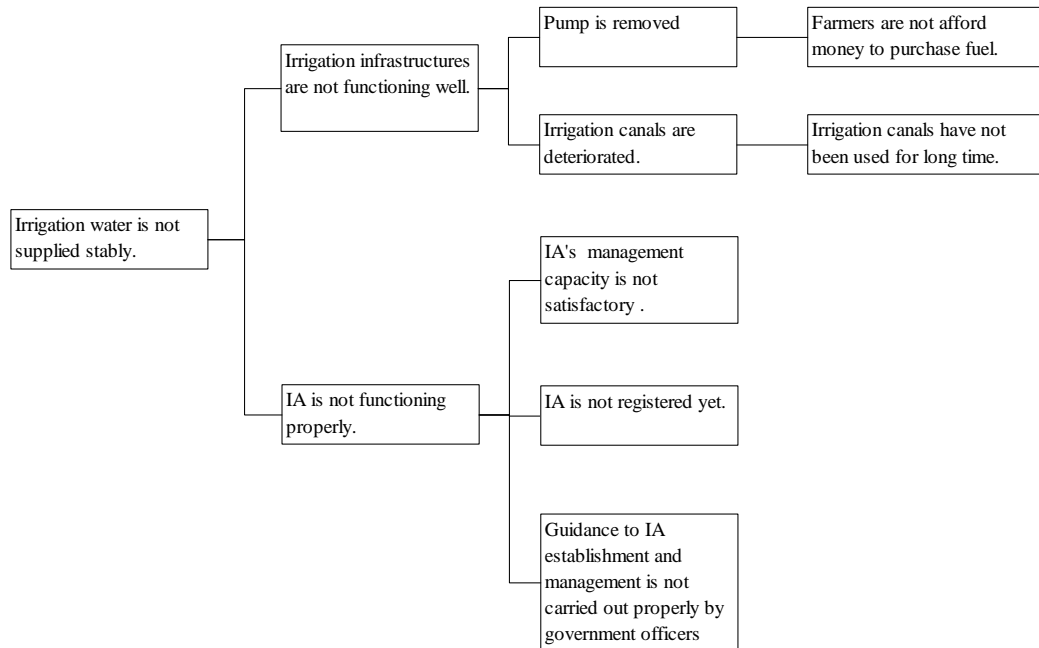 Pump is removed
Farmers are not afford
money to purchase fuel.
Irrigation infrastructures
are not functioning well.
Irrigation canals are
deteriorated.
Irrigation canals have not
been used for long time.
Irrigation water is not
supplied stably.
IA's  management
capacity is not
satisfactory .
IA is not functioning
properly.
IA is not registered yet.
Guidance to IA
establishment and
management is not
carried out properly by
government officers